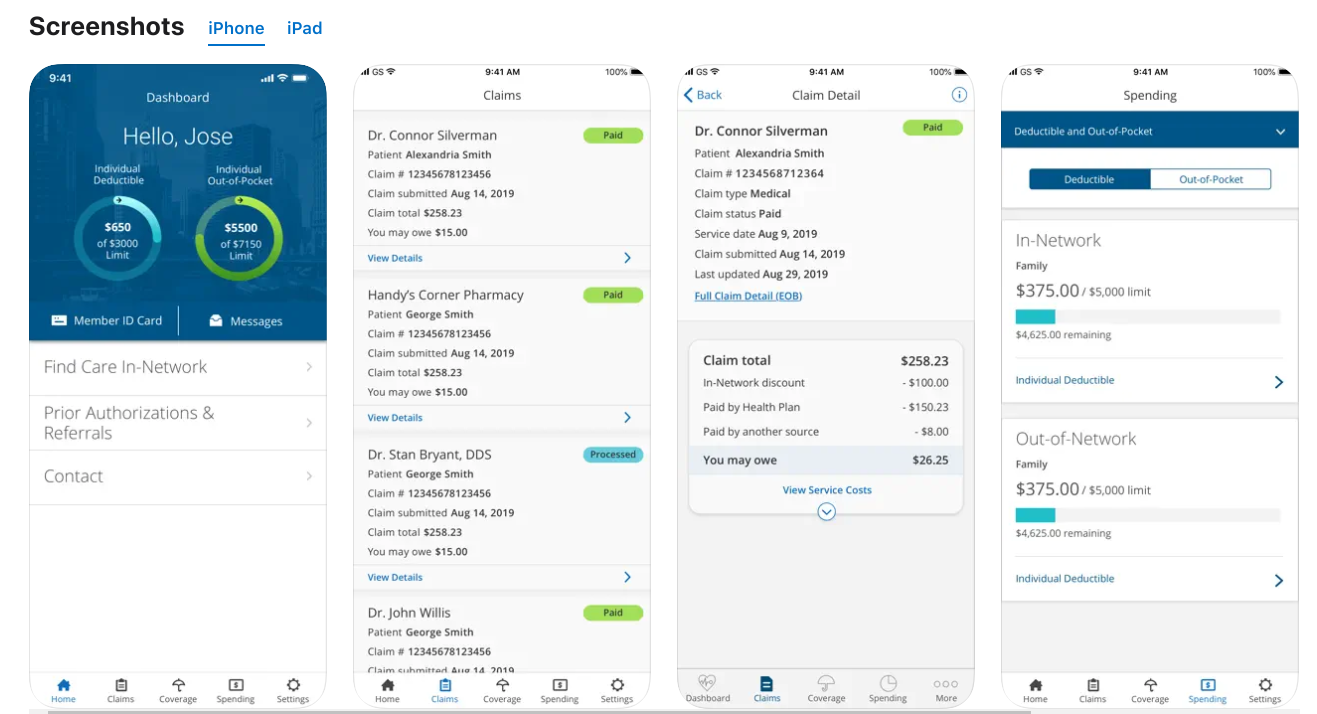 Screenshots iPhone iPad
9:41
Dashboard
Hello, Jose
Individual Deductible
Individual Out-of-Pocket
$650
of $3000
Limit
$5500
of $7150
Limit
Member ID Card
Messages
Find Care In-Network
Prior Authorizations &
Referrals
Contact
Home Claims Coverage Spending Settings
GS 9:41 AM 100%
Claims
Dr. Connor Silverman Paid
Patient Alexandria Smith
Claim # 12345678123456
Claim submitted Aug 14, 2019
Claim total $258.23
You may owe $15.00
View Details
Handy's Corner Pharmacy Paid
Patient George Smith
Claim # 12345678123456
Claim submitted Aug 14, 2019
Claim total $258.23
You may owe $15.00
View Details
Dr. Stan Bryant, DDS Processed
Patient George Smith
Claim # 12345678123456
Claim submitted Aug 14, 2019
Claim total $258.23
You may owe $15.00
View Details
Dr. John Willis Paid
Patient George Smith
Claim # 12345678123456
Claim submitted Aug 14, 2019
Home Claims Coverage Spending Settings
GS 9:41 AM 100%
Back Claim Detail
Dr. Connor Silverman Paid
Patient Alexandria Smith
Claim # 1234568712364
Claim type Medical
Claim status Paid
Service date Aug 9, 2019
Claim submitted Aug 14, 2019
Last updated Aug 29, 2019
Full Claim Detail (EOB)
Claim total $258.23
In-Network discount - $100.00
Paid by Health Plan - $150.23
Paid by another source - $8.00
You may owe $26.25
View Service Costs
Dashboard Claims Coverage Spending More
GS 9:41 AM 100%
Spending
Deductible and Out-of-Pocket
Deductible Out-of-Pocket
In-Network
Family
$375.00 / $5,000 limit
$4,625.00 remaining
Individual Deductible
Out-of-Network
Family
$375.00 / $5,000 limit
$4,625.00 remaining
Individual Deductible
Home Claims Coverage Spending Settings